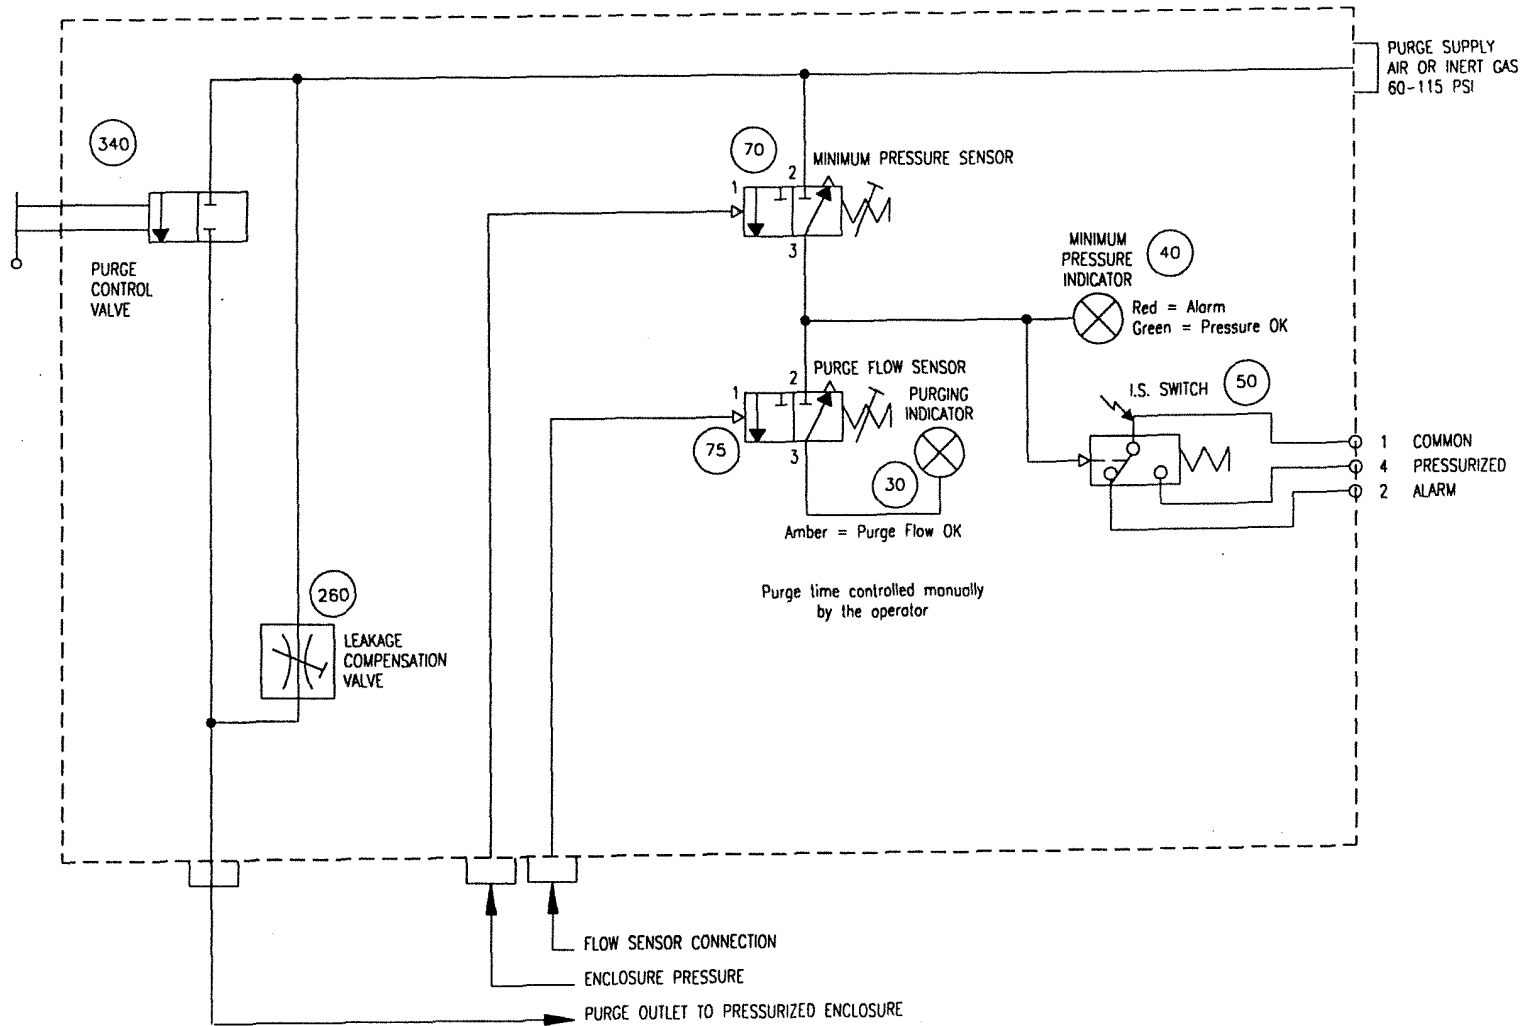 PURGE SUPPLY
AIR OR INERT GAS
60-115 PSI
340
PURGE
CONTROL
VALVE
70
MINIMUM PRESSURE SENSOR
1
2
3
MINIMUM
PRESSURE
INDICATOR
40
Red = Alarm
Green = Pressure OK
PURGE FLOW SENSOR
1
2
3
75
PURGING
INDICATOR
30
Amber = Purge Flow OK
I.S. SWITCH
50
1 COMMON
4 PRESSURIZED
2 ALARM
Purge time controlled manually
by the operator
260
LEAKAGE
COMPENSATION
VALVE
FLOW SENSOR CONNECTION
ENCLOSURE PRESSURE
PURGE OUTLET TO PRESSURIZED ENCLOSURE